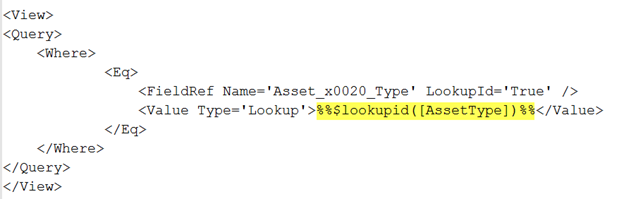 <View>
<Query>
<Where>
<Eq>
<FieldRef Name='Asset_x0020_Type' LookupId='True' />
<Value Type='Lookup'>%%$lookupid([AssetType])%%</Value>
</Eq>
</Where>
</Query>
</View>